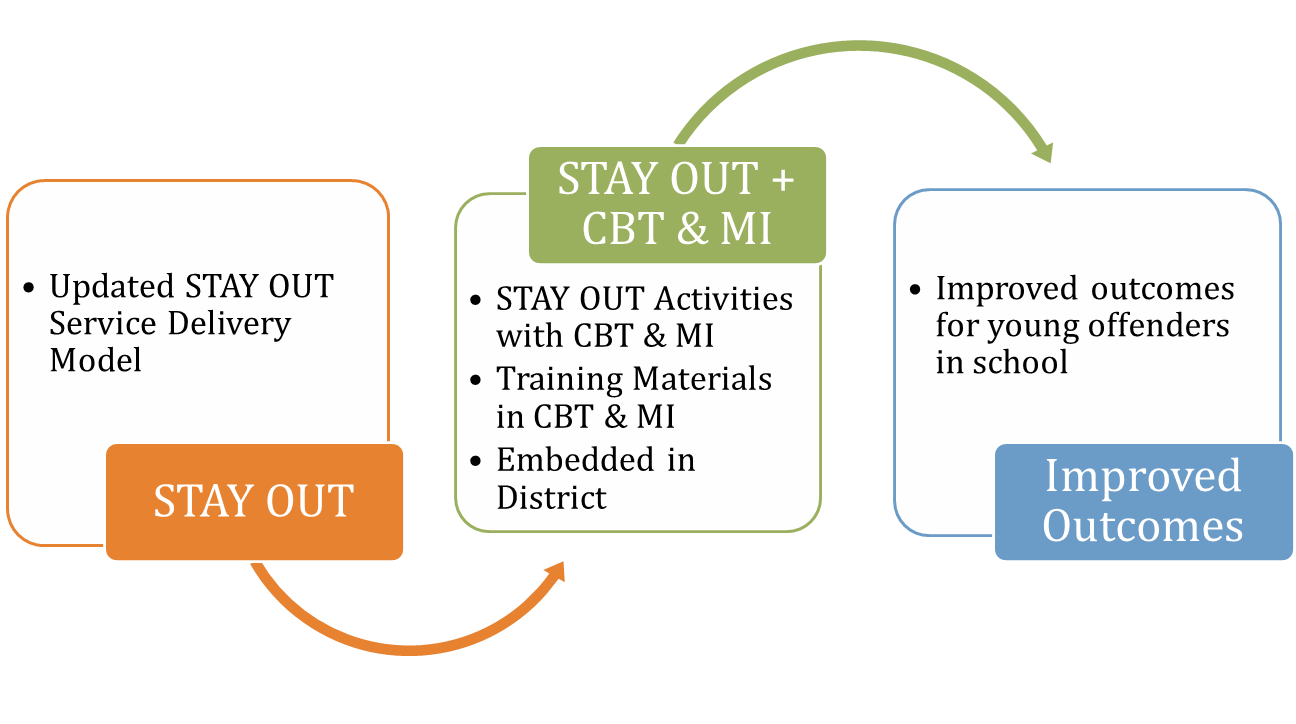 • Updated STAY OUT
Service Delivery
Model
STAY OUT
STAY OUT +
CBT & MI
• STAY OUT Activities
with CBT & MI
• Training Materials
in CBT & MI
• Embedded in
District
• Improved outcomes
for young offenders
in school
Improved
Outcomes